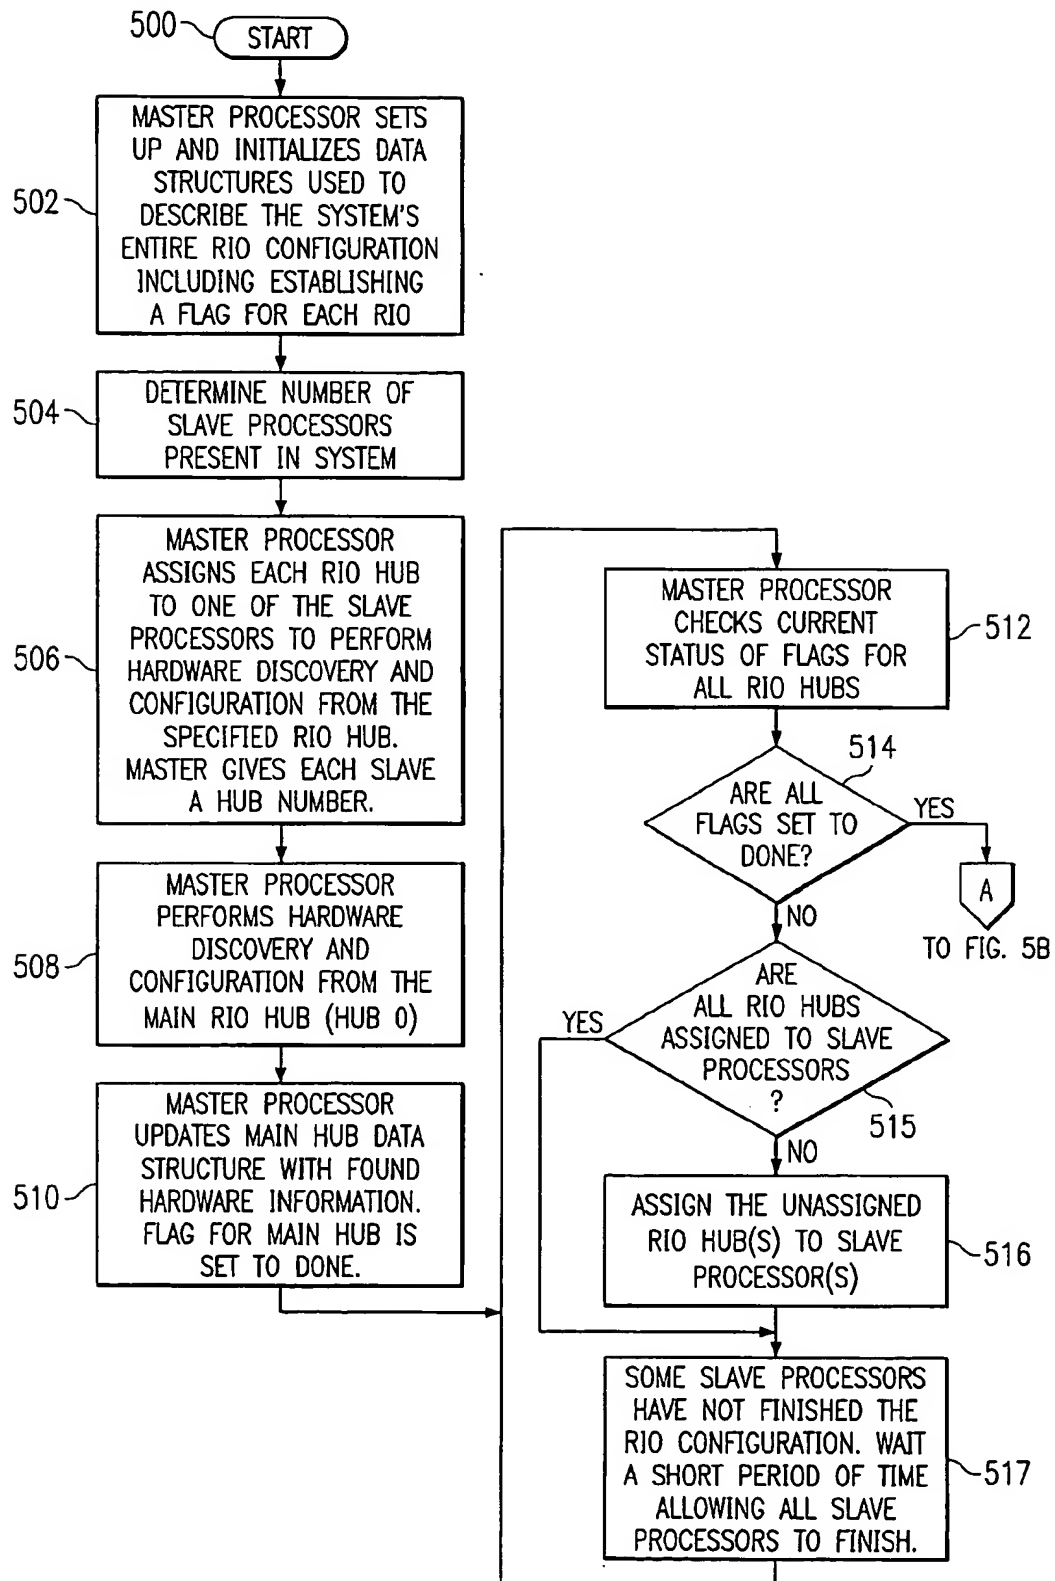 500
START
502
MASTER PROCESSOR SETS
UP AND INITIALIZES DATA
STRUCTURES USED TO
DESCRIBE THE SYSTEM'S
ENTIRE RIO CONFIGURATION
INCLUDING ESTABLISHING
A FLAG FOR EACH RIO
504
DETERMINE NUMBER OF
SLAVE PROCESSORS
PRESENT IN SYSTEM
506
MASTER PROCESSOR
ASSIGNS EACH RIO HUB
TO ONE OF THE SLAVE
PROCESSORS TO PERFORM
HARDWARE DISCOVERY AND
CONFIGURATION FROM THE
SPECIFIED RIO HUB.
MASTER GIVES EACH SLAVE
A HUB NUMBER.
508
MASTER PROCESSOR
PERFORMS HARDWARE
DISCOVERY AND
CONFIGURATION FROM THE
MAIN RIO HUB (HUB 0)
510
MASTER PROCESSOR
UPDATES MAIN HUB DATA
STRUCTURE WITH FOUND
HARDWARE INFORMATION.
FLAG FOR MAIN HUB IS
SET TO DONE.
MASTER PROCESSOR
CHECKS CURRENT
STATUS OF FLAGS FOR
ALL RIO HUBS
512
514
ARE ALL
FLAGS SET TO
DONE?
YES
A
TO FIG. 5B
NO
ARE
ALL RIO HUBS
ASSIGNED TO SLAVE
PROCESSORS
?
YES
515
NO
ASSIGN THE UNASSIGNED
RIO HUB(S) TO SLAVE
PROCESSOR(S)
516
SOME SLAVE PROCESSORS
HAVE NOT FINISHED THE
RIO CONFIGURATION. WAIT
A SHORT PERIOD OF TIME
ALLOWING ALL SLAVE
PROCESSORS TO FINISH.
517